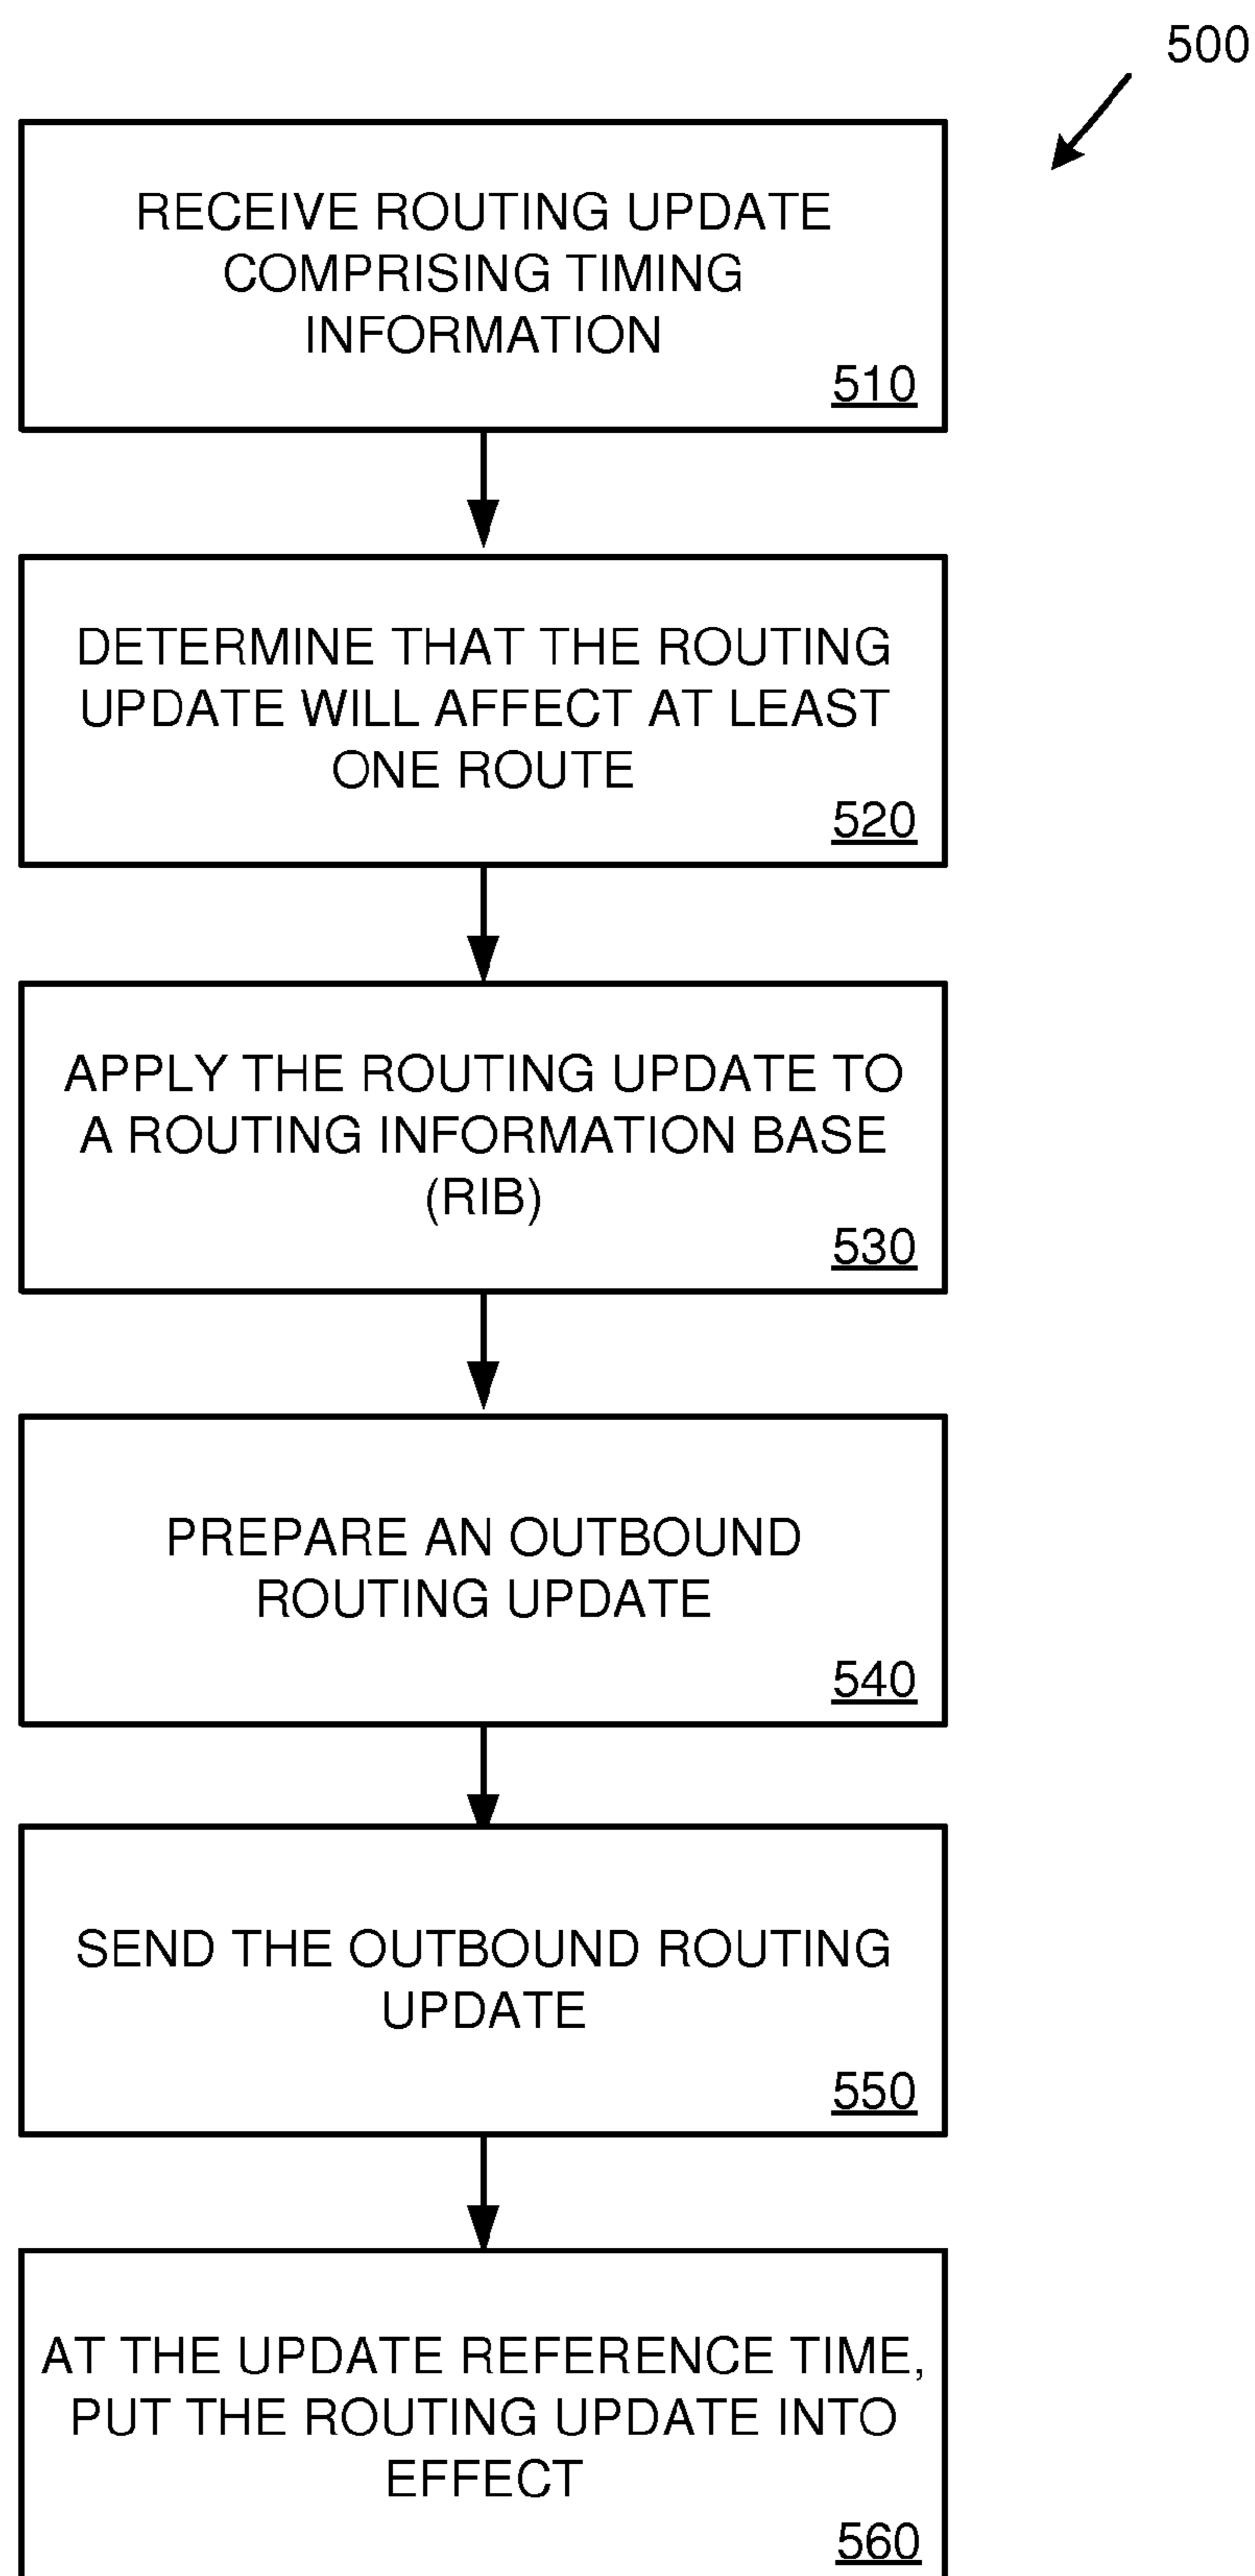 500
RECEIVE ROUTING UPDATE
COMPRISING TIMING
INFORMATION
510
DETERMINE THAT THE ROUTING
UPDATE WILL AFFECT AT LEAST
ONE ROUTE
520
APPLY THE ROUTING UPDATE TO
A ROUTING INFORMATION BASE
(RIB)
530
PREPARE AN OUTBOUND
ROUTING UPDATE
540
SEND THE OUTBOUND ROUTING
UPDATE
550
AT THE UPDATE REFERENCE TIME,
PUT THE ROUTING UPDATE INTO
EFFECT
560